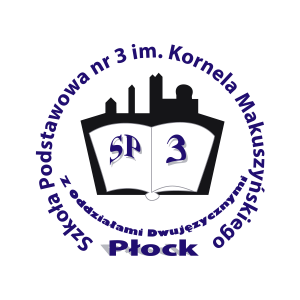 Szkoła Podstawowa nr 3 im. Kornela Makuszyńskiego
SP 3
z oddziałami Dwujęzycznymi
Płock